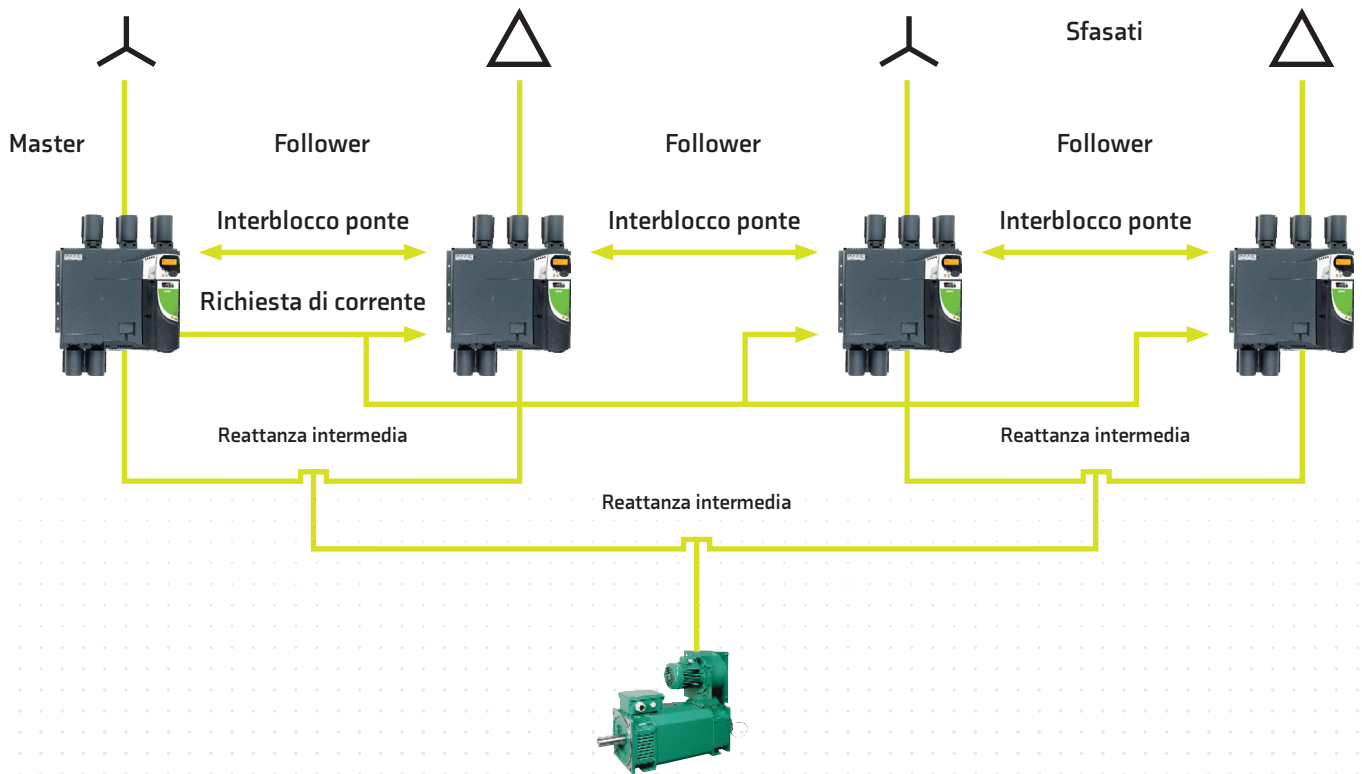 Sfasati
Master
Follower
Follower
Follower
Interblocco ponte
Interblocco ponte
Interblocco ponte
Richiesta di corrente
Reattanza intermedia
Reattanza intermedia
Reattanza intermedia